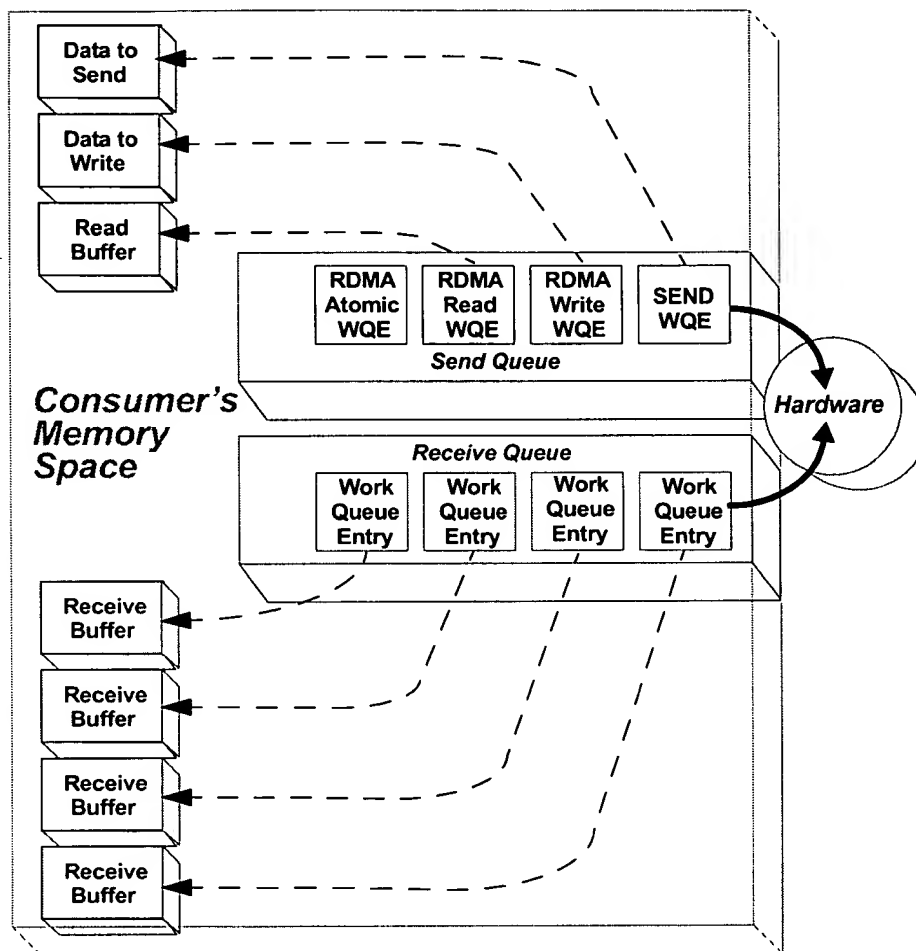 Data to
Send
Data to
Write
Read
Buffer
RDMA
Atomic
WQE
RDMA
Read
WQE
RDMA
Write
WQE
SEND
WQE
Send Queue
Hardware
Consumer's
Memory
Space
Receive Queue
Work
Queue
Entry
Work
Queue
Entry
Work
Queue
Entry
Work
Queue
Entry
Receive
Buffer
Receive
Buffer
Receive
Buffer
Receive
Buffer